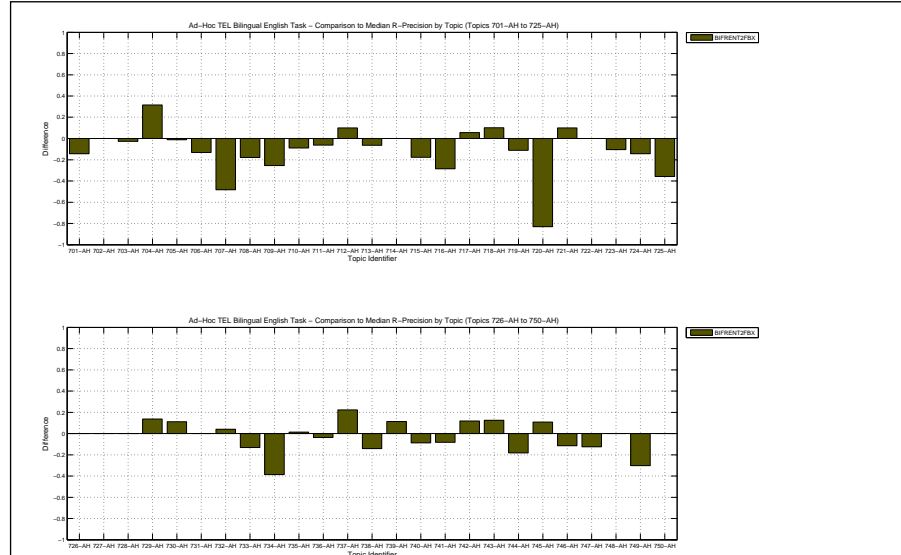 Ad−Hoc TEL Bilingual English Task − Comparison to Median R−Precision by Topic (Topics 701−AH to 725−AH)
BIFRENT2FBX
1
0.8
0.6
0.4
0.2
0
−0.2
−0.4
−0.6
−0.8
−1
Difference
701−AH 702−AH 703−AH 704−AH 705−AH 706−AH 707−AH 708−AH 709−AH 710−AH 711−AH 712−AH 713−AH 714−AH 715−AH 716−AH 717−AH 718−AH 719−AH 720−AH 721−AH 722−AH 723−AH 724−AH 725−AH
Topic Identifier
Ad−Hoc TEL Bilingual English Task − Comparison to Median R−Precision by Topic (Topics 726−AH to 750−AH)
BIFRENT2FBX
1
0.8
0.6
0.4
0.2
0
−0.2
−0.4
−0.6
−0.8
−1
Difference
726−AH 727−AH 728−AH 729−AH 730−AH 731−AH 732−AH 733−AH 734−AH 735−AH 736−AH 737−AH 738−AH 739−AH 740−AH 741−AH 742−AH 743−AH 744−AH 745−AH 746−AH 747−AH 748−AH 749−AH 750−AH
Topic Identifier